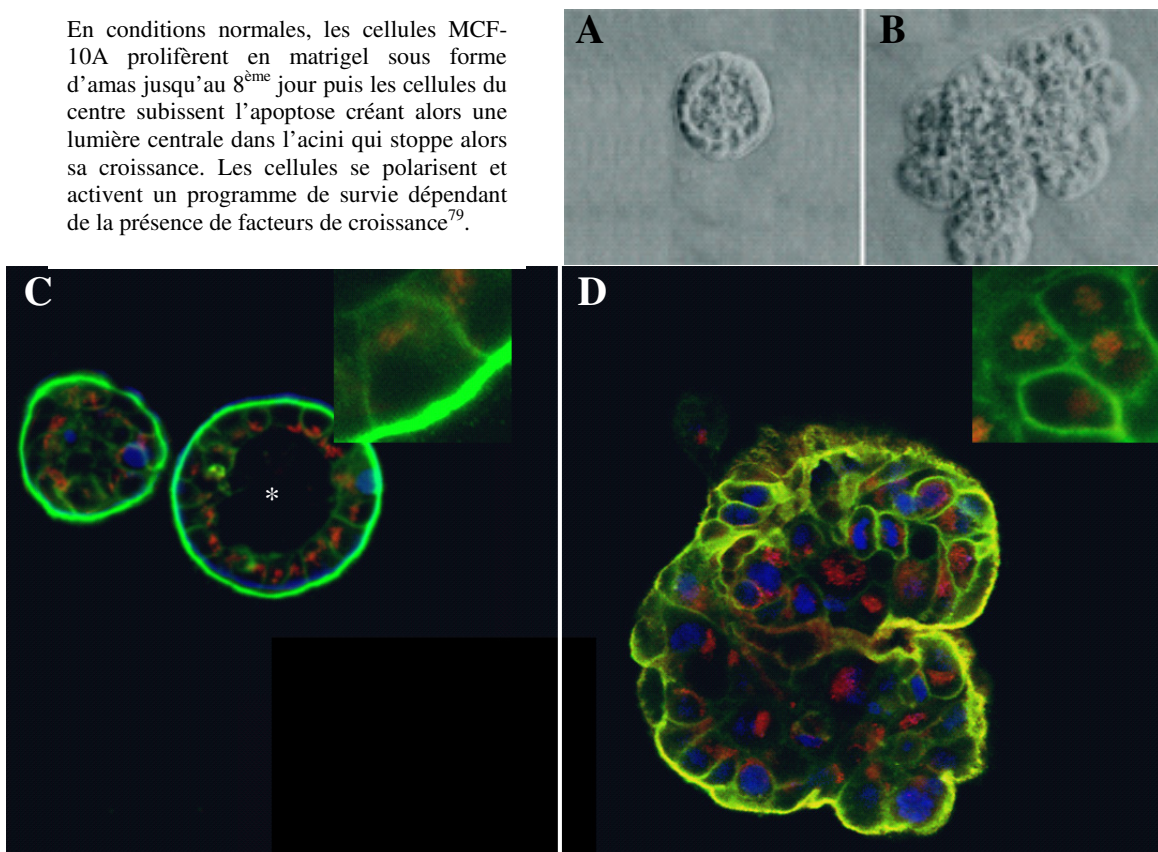 En conditions normales, les cellules MCF-
10A prolifèrent en matrigel sous forme
d'amas jusqu'au 8ème jour puis les cellules du
centre subissent l'apoptose créant alors une
lumière centrale dans l'acini qui stoppe alors
sa croissance. Les cellules se polarisent et
activent un programme de survie dépendant
de la présence de facteurs de croissance79.
A
B
C
*
D